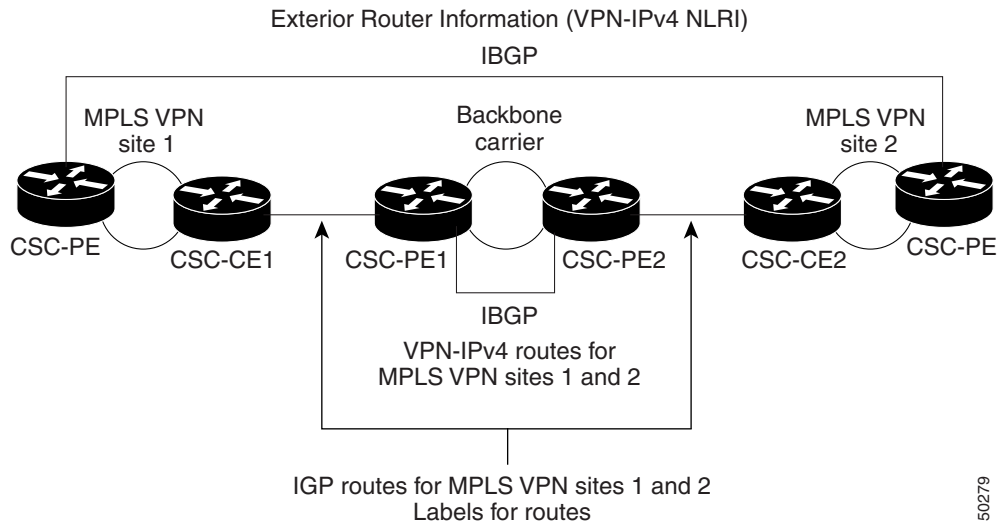 Exterior Router Information (VPN-IPv4 NLRI)
IBGP
MPLS VPN
site 1
Backbone
carrier
MPLS VPN
site 2
CSC-PE
CSC-CE1
CSC-PE1
CSC-PE2
CSC-CE2
CSC-PE
IBGP
VPN-IPv4 routes for
MPLS VPN sites 1 and 2
IGP routes for MPLS VPN sites 1 and 2
Labels for routes
50279